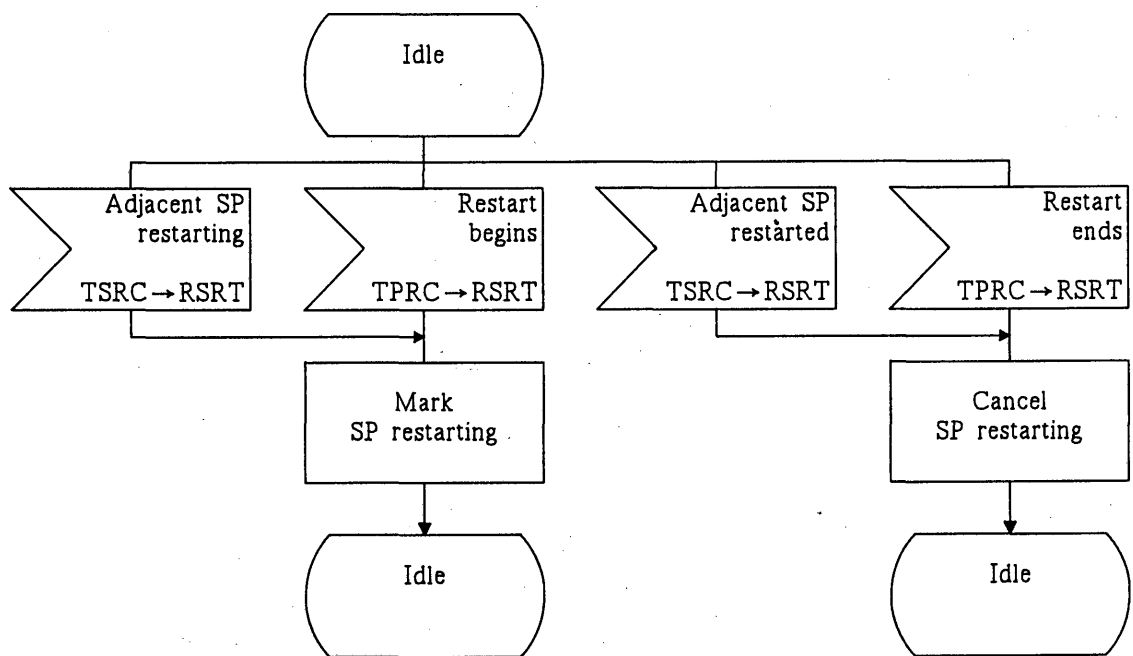 Idle
Adjacent SP
restarting
TSRC → RSRT
Restart
begins
TPRC → RSRT
Adjacent SP
restarted
TSRC → RSRT
Restart
ends
TPRC → RSRT
Mark
SP restarting
Cancel
SP restarting
Idle
Idle